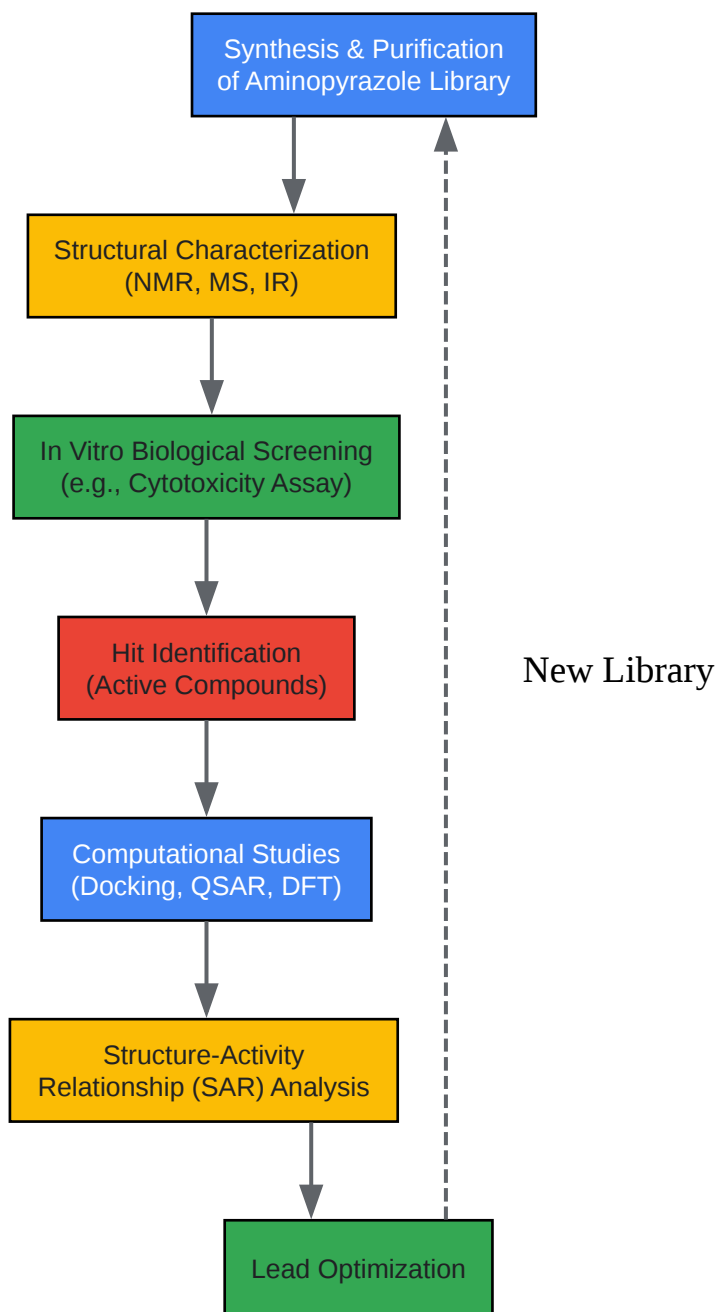 Synthesis & Purification
of Aminopyrazole Library
Structural Characterization
(NMR, MS, IR)
In Vitro Biological Screening
(e.g., Cytotoxicity Assay)
Hit Identification
(Active Compounds)
New Library
Computational Studies
(Docking, QSAR, DFT)
Structure-Activity
Relationship (SAR) Analysis
Lead Optimization